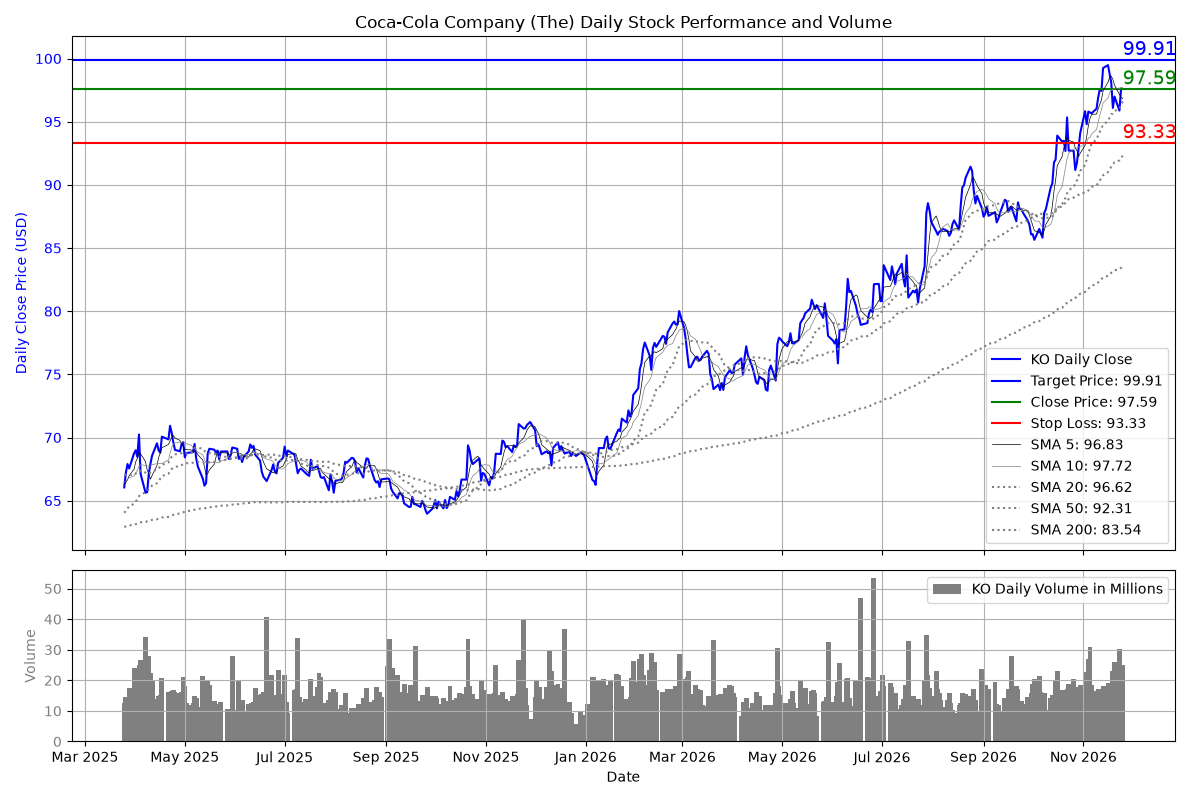 Coca-Cola Company (The) Daily Stock Performance and Volume
Daily Close Price (USD)
100
95
90
85
80
75
70
65
99.91
97.59
93.33
KO Daily Close
Target Price: 99.91
Close Price: 97.59
Stop Loss: 93.33
SMA 5: 96.83
SMA 10: 97.72
SMA 20: 96.62
SMA 50: 92.31
SMA 200: 83.54
Volume
50
40
30
20
10
0
KO Daily Volume in Millions
Mar 2025 May 2025 Jul 2025 Sep 2025 Nov 2025 Jan 2026 Mar 2026 May 2026 Jul 2026 Sep 2026 Nov 2026
Date